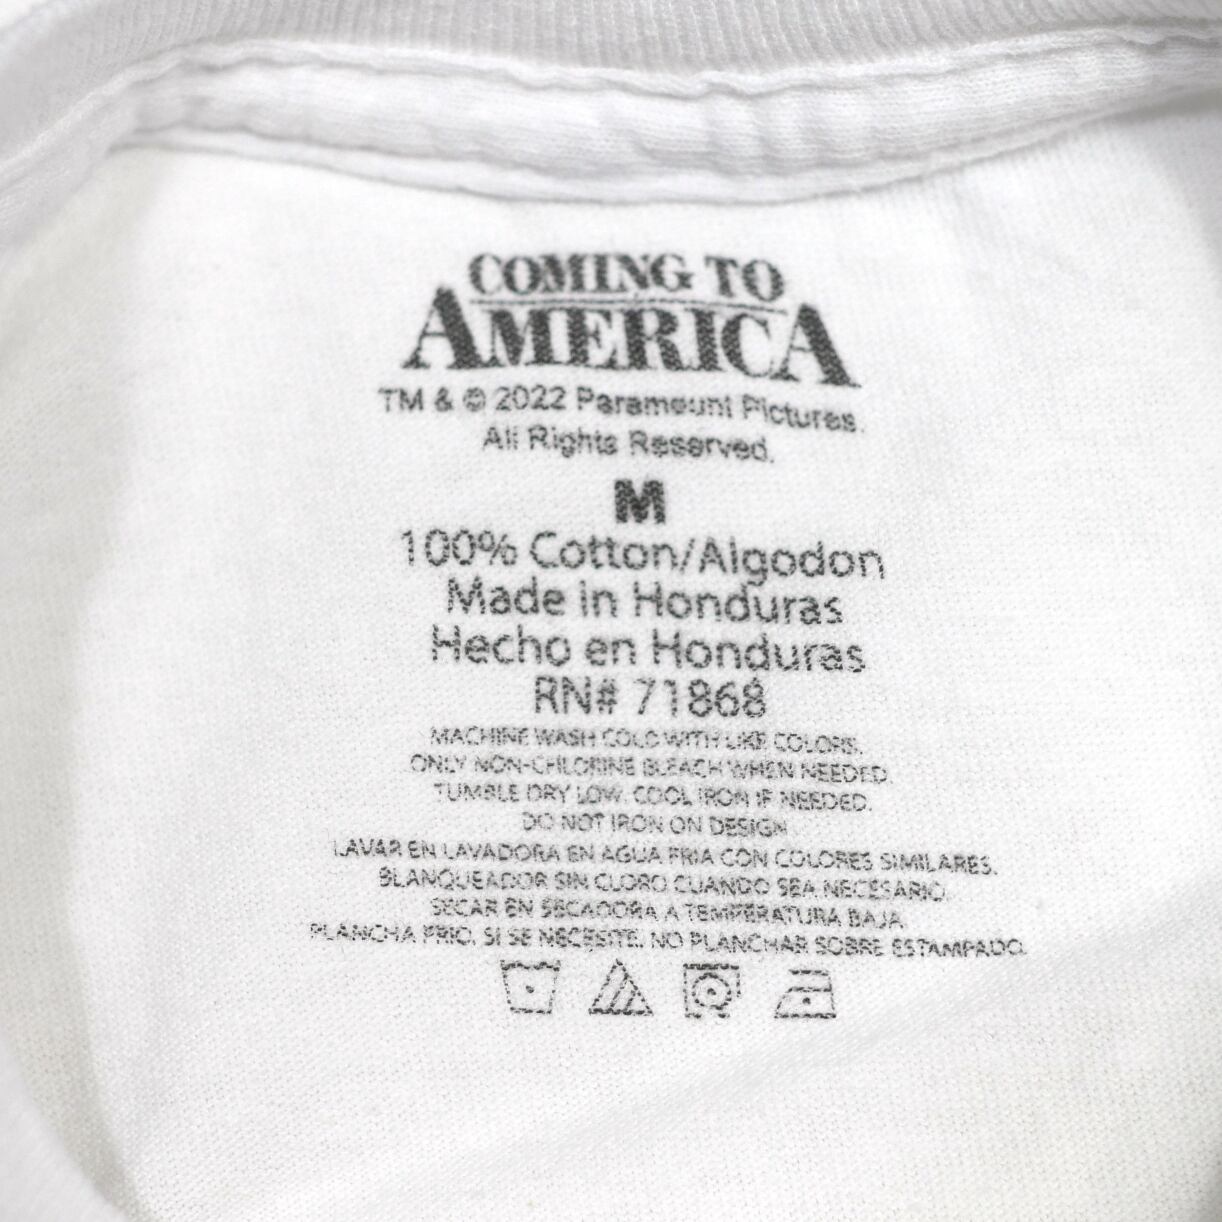 COMING TO
AMERICA
TM & © 2022 Paramount Pictures.
All Rights Reserved.
M
100% Cotton/Algodon
Made in Honduras
Hecho en Honduras
RN# 71868
MACHINE WASH COLD WITH LIKE COLORS.
ONLY NON-CHLORINE BLEACH WHEN NEEDED.
TUMBLE DRY LOW. COOL IRON IF NEEDED.
DO NOT IRON ON DESIGN
LAVAR EN LAVADORA EN AGUA FRIA CON COLORES SIMILARES.
BLANQUEADOR SIN CLORO CUANDO SEA NECESARIO.
SECAR EN SECADORA A TEMPERATURA BAJA.
PLANCHA FRIO. SI SE NECESITE. NO PLANCHAR SOBRE ESTAMPADO.